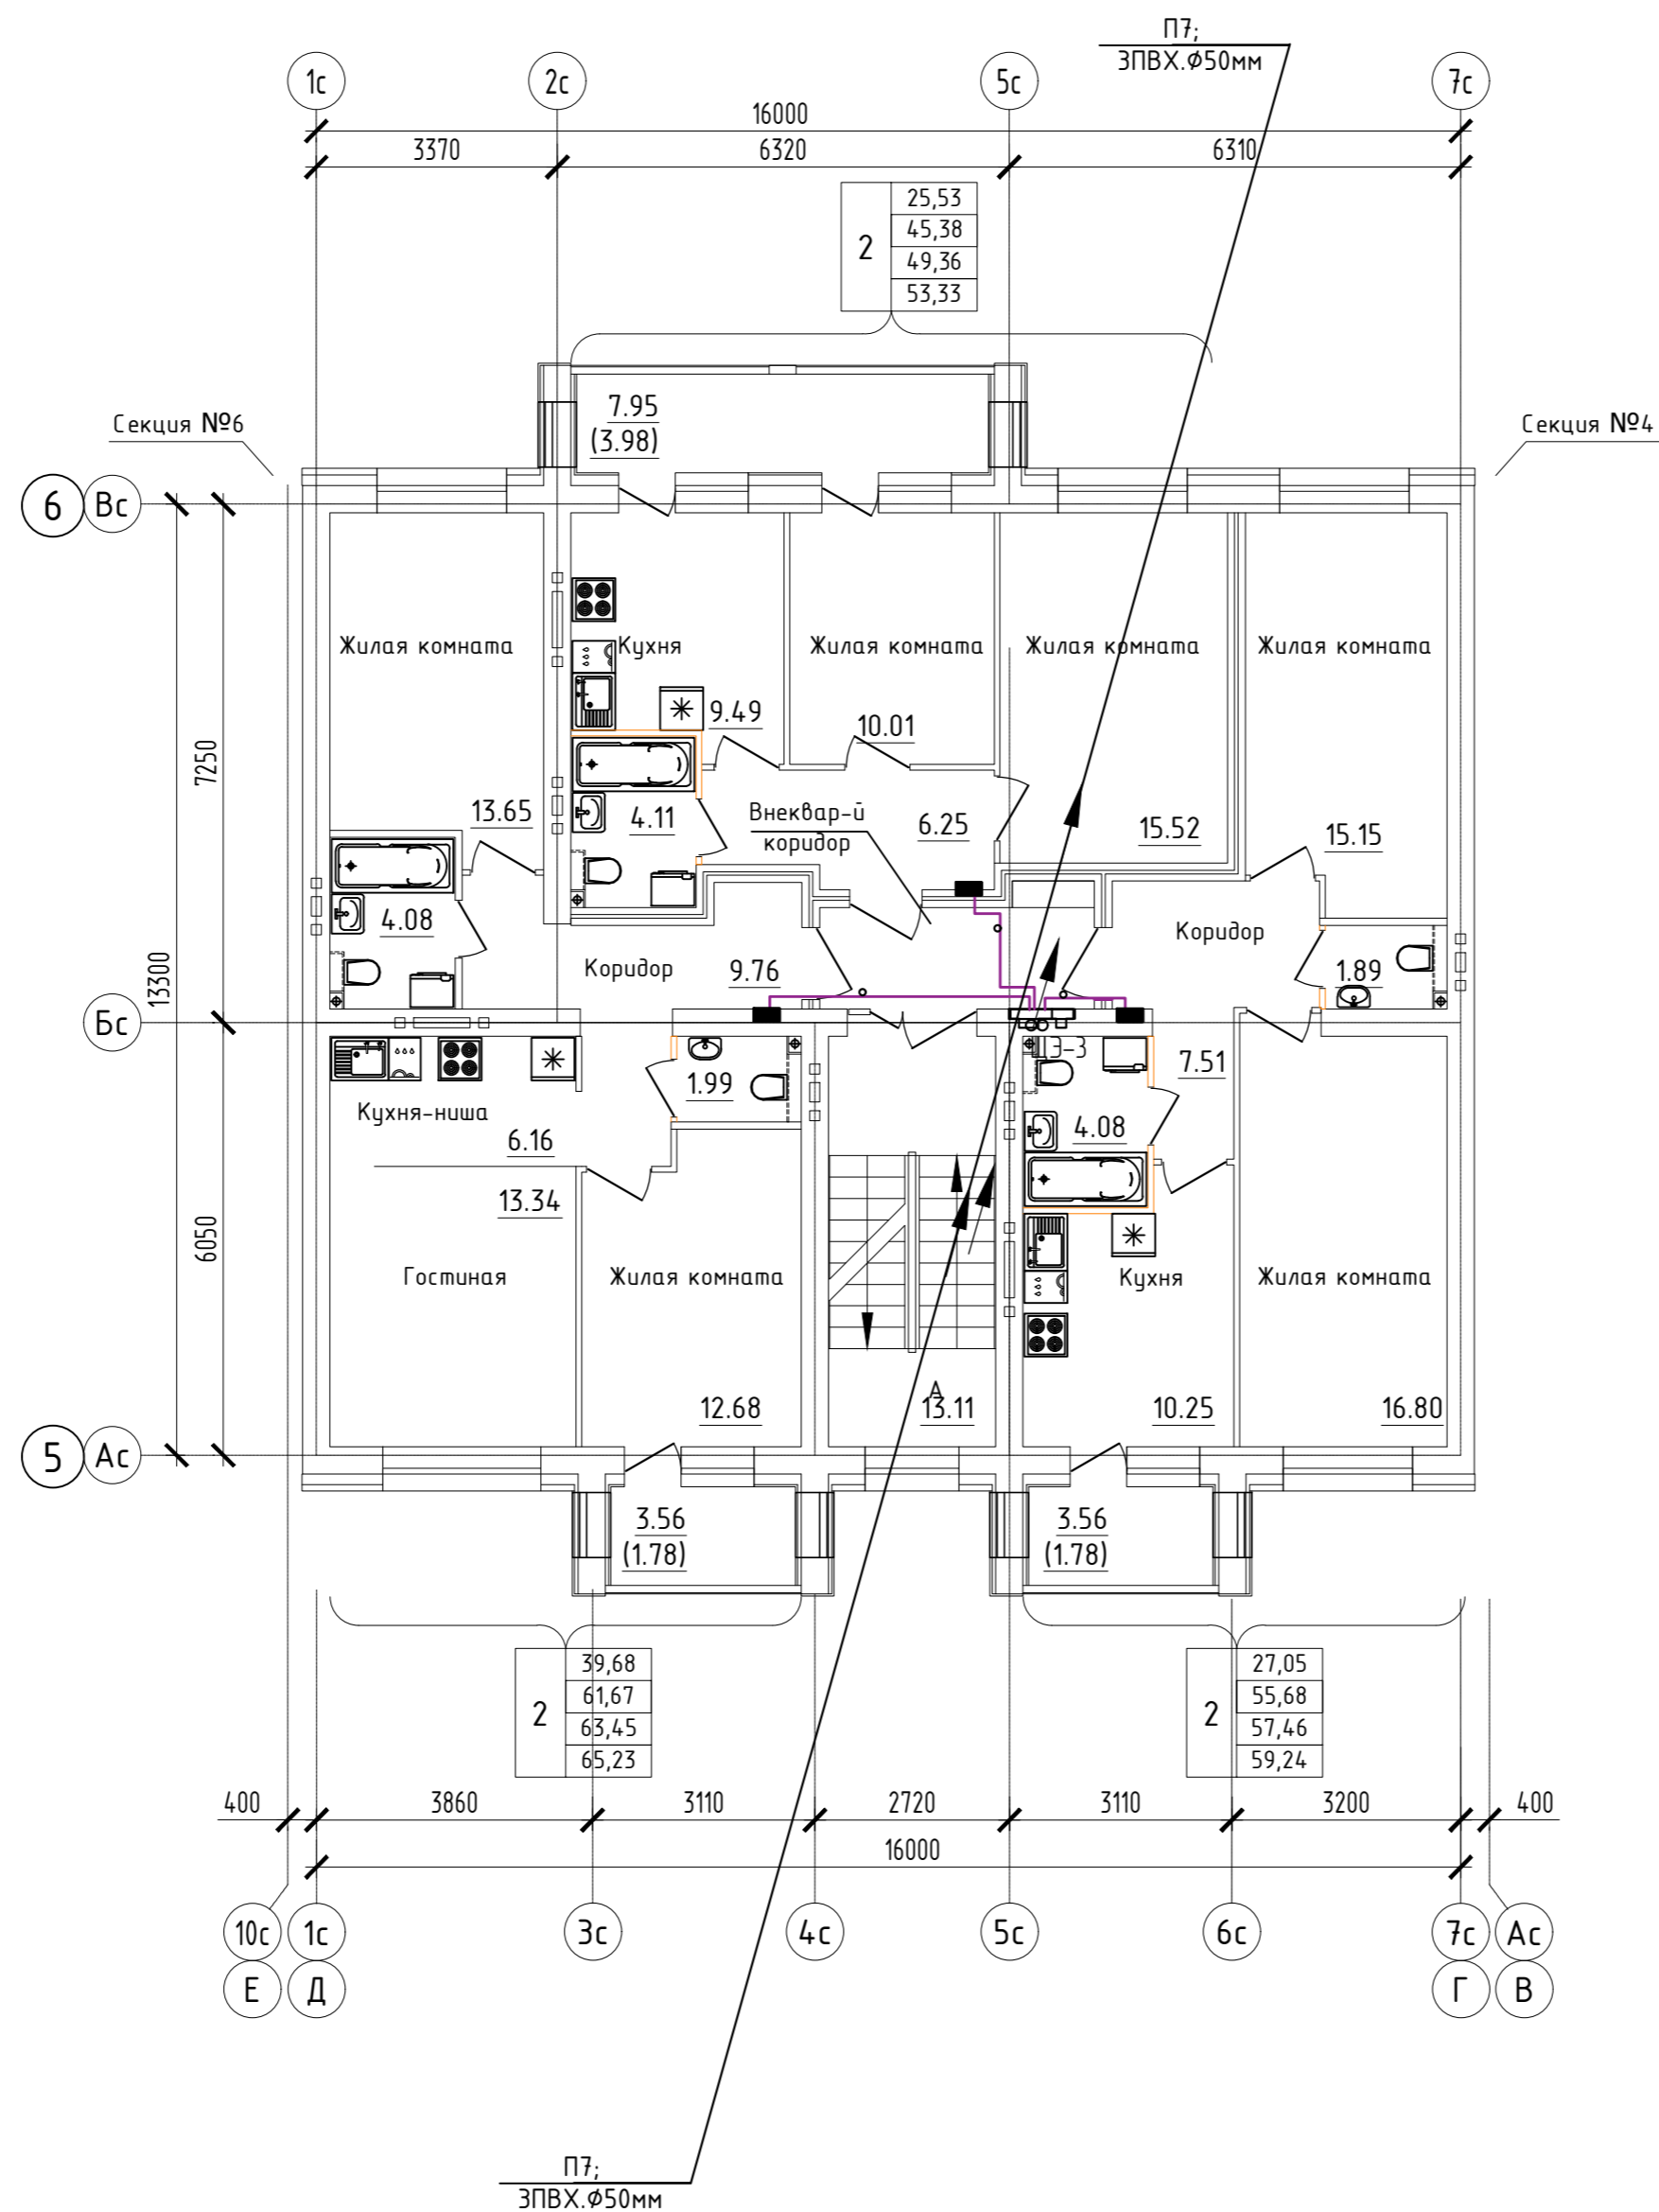 П7;
3ПВХ.Ф50мм
1с
2с
5с
7с
16000
3370
6320
6310
2
25,53
45,38
49,36
53,33
7.95
(3.98)
Секция №6
Секция №4
6
Вс
Жилая комната
Кухня
Жилая комната
Жилая комната
Жилая комната
9.49
10.01
7250
13.65
4.11
Внеквар-й
коридор
6.25
15.52
15.15
4.08
Коридор
9.76
Коридор
1.89
13300
Бс
1.99
7.51
Кухня-ниша
6.16
4.08
13.34
6050
Гостиная
Жилая комната
Кухня
Жилая комната
12.68
А
13.11
10.25
16.80
5
Ас
3.56
(1.78)
3.56
(1.78)
2
39,68
61,67
63,45
65,23
2
27,05
55,68
57,46
59,24
400
3860
3110
2720
3110
3200
400
16000
10с
1с
3с
4с
5с
6с
7с
Ас
Е
Д
Г
В
П7;
3ПВХ.Ф50мм